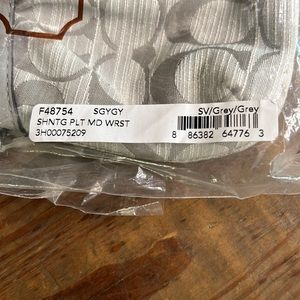 F48754 SGYGY SV/Grey/Grey
SHNTG PLT MD WRST
3H00075209
8 86382 64776 3